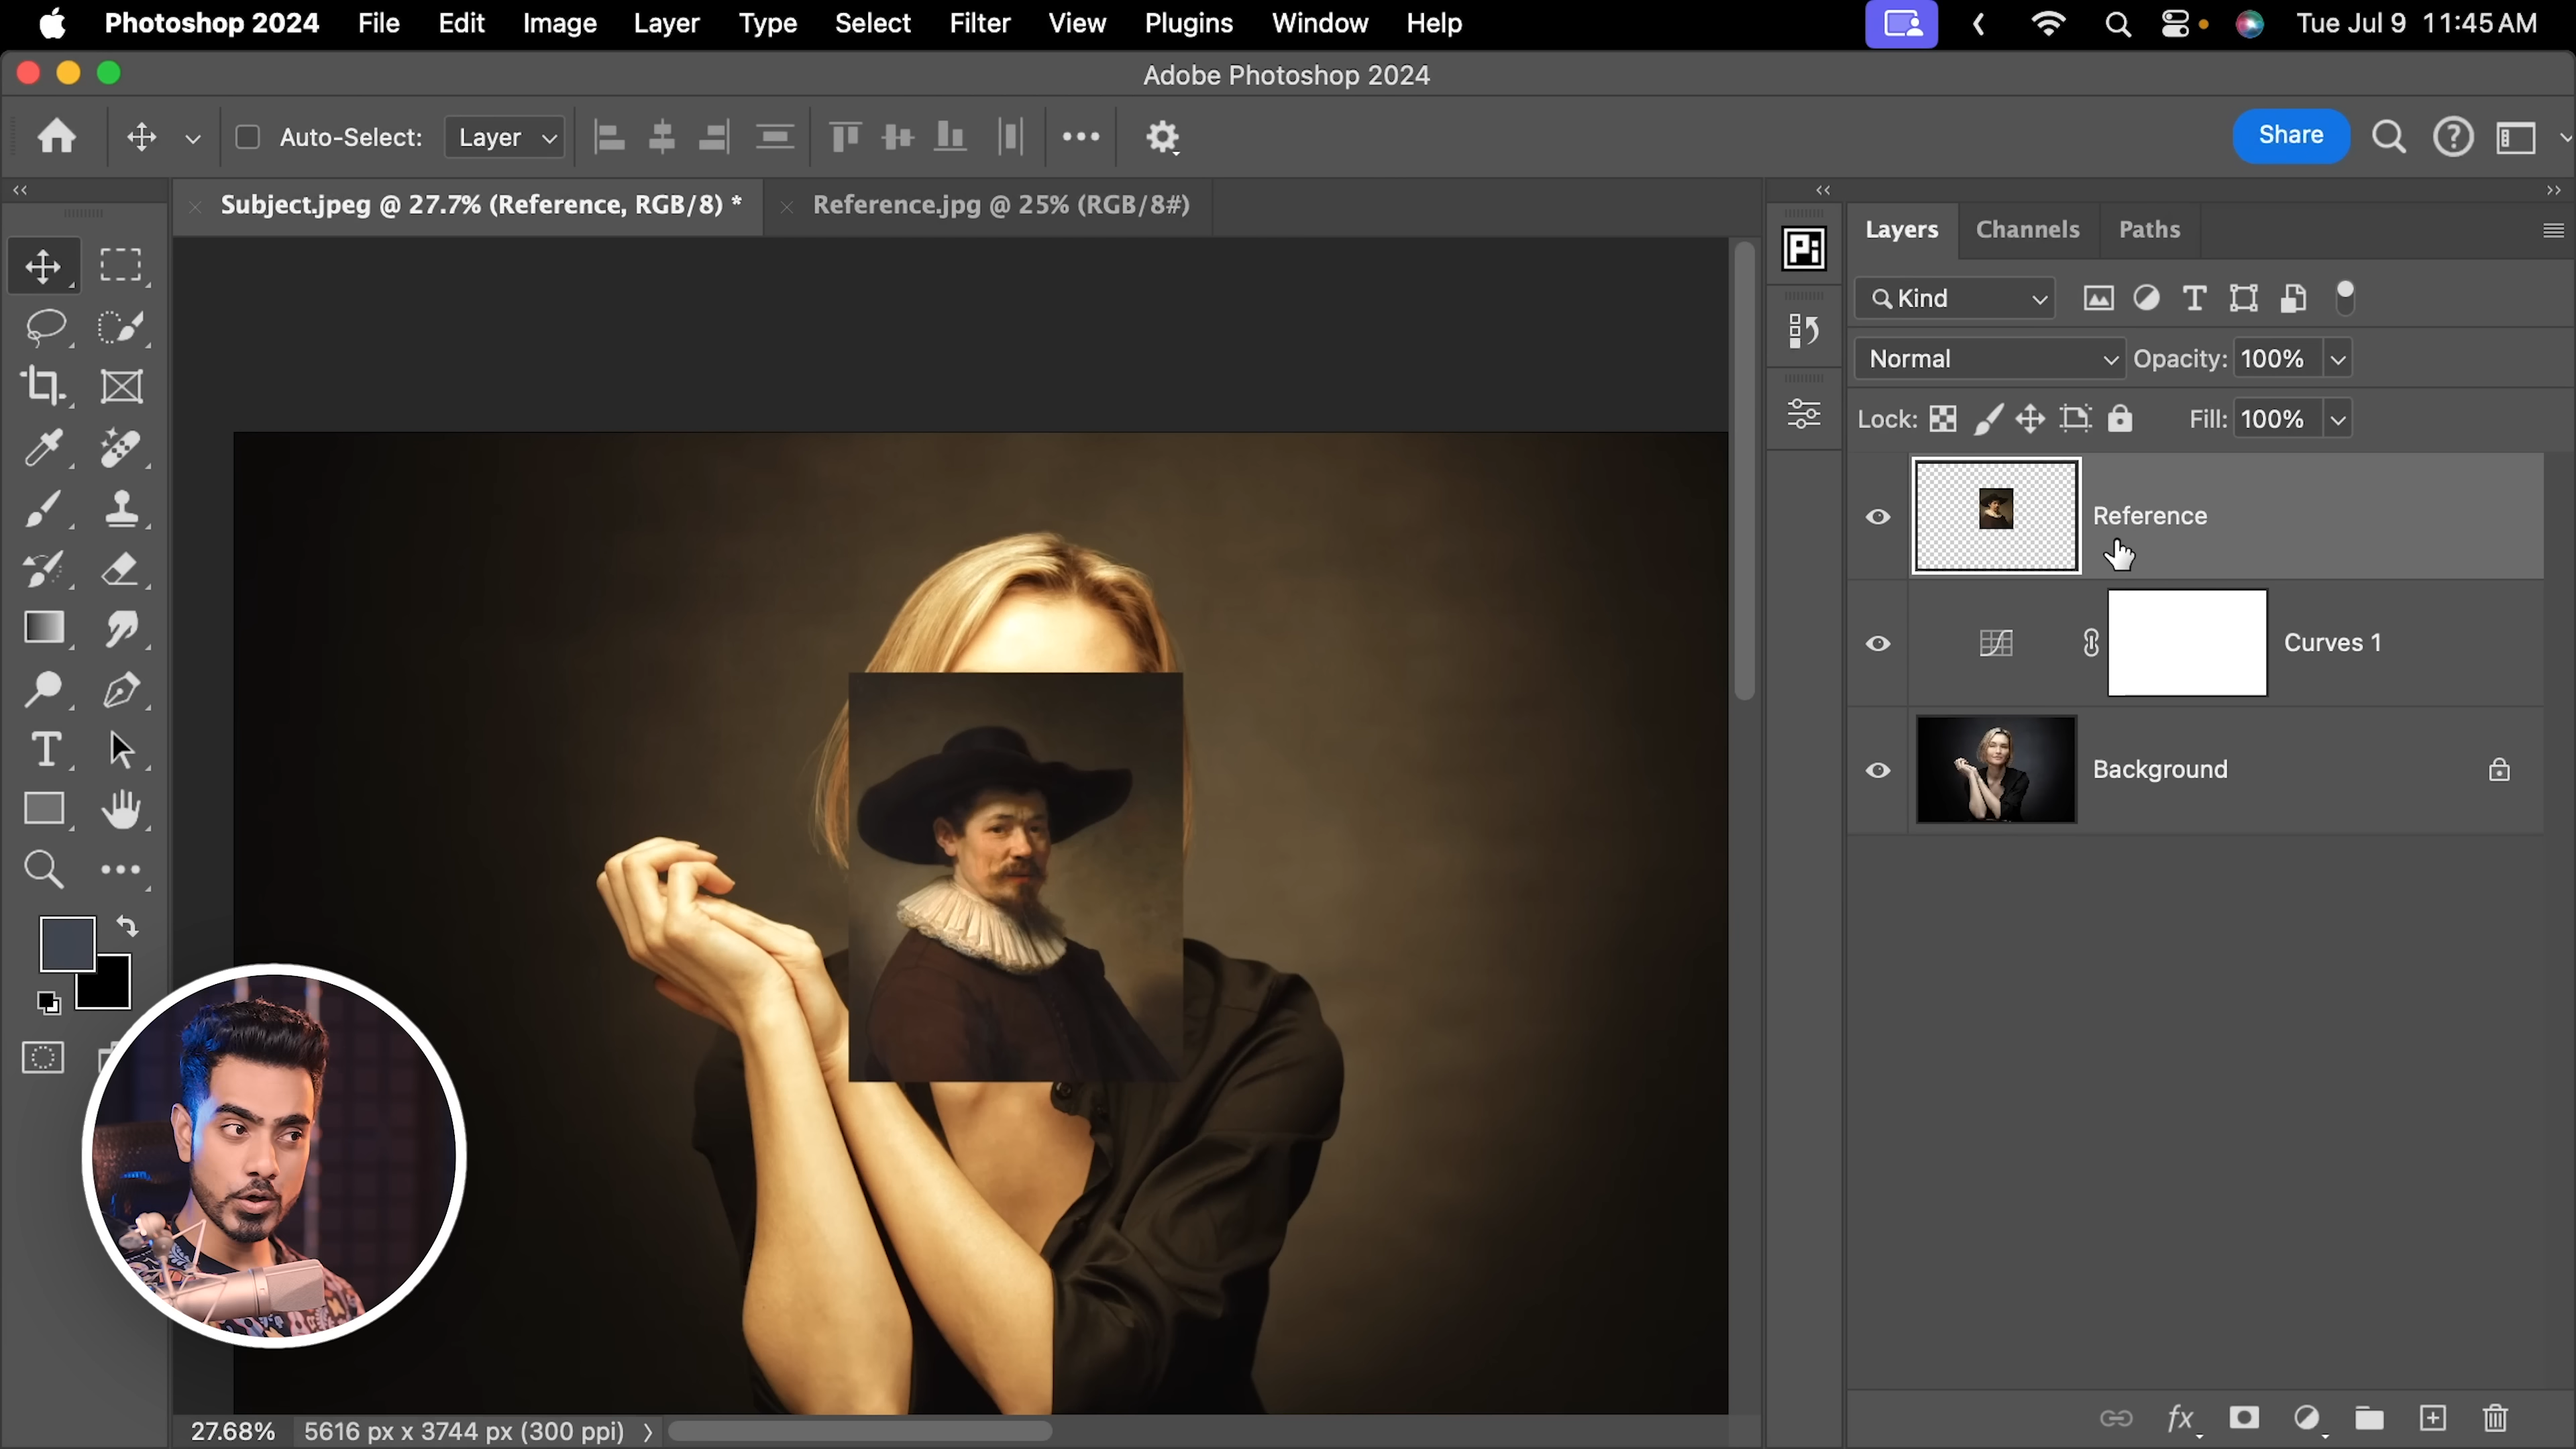 Photoshop 2024 File Edit Image Layer Type Select Filter View Plugins Window Help Tue Jul 9 11:45 AM
Adobe Photoshop 2024
Auto-Select: Layer Share
Subject.jpeg @ 27.7% (Reference, RGB/8) * Reference.jpg @ 25% (RGB/8#)
Layers Channels Paths
Pi
Kind
Normal Opacity: 100%
Lock: Fill: 100%
Reference
Curves 1
Background
27.68% 5616 px x 3744 px (300 ppi)
fx